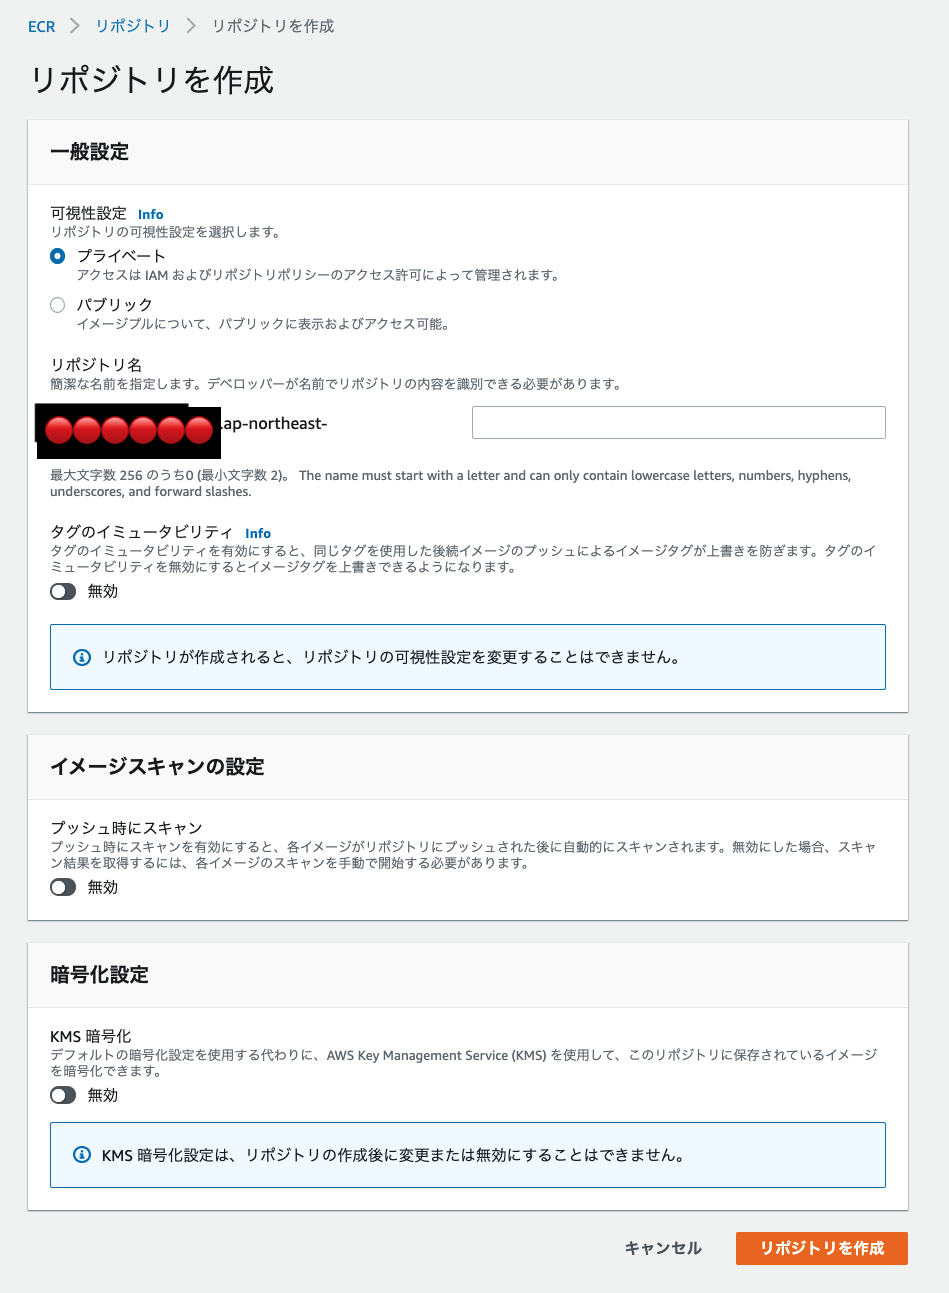 ECR > リポジトリ > リポジトリを作成
リポジトリを作成
一般設定
可視性設定 Info
リポジトリの可視性設定を選択します。
プライベート
アクセスは IAM およびリポジトリポリシーのアクセス許可によって管理されます。
パブリック
イメージプルについて、パブリックに表示およびアクセス可能。
リポジトリ名
簡潔な名前を指定します。デベロッパーが名前でリポジトリの内容を識別できる必要があります。
.ap-northeast-
最大文字数 256 のうち0 (最小文字数 2)。 The name must start with a letter and can only contain lowercase letters, numbers, hyphens,
underscores, and forward slashes.
タグのイミュータビリティ Info
タグのイミュータビリティを有効にすると、同じタグを使用した後続イメージのプッシュによるイメージタグが上書きを防ぎます。タグのイ
ミュータビリティを無効にするとイメージタグを上書きできるようになります。
無効
リポジトリが作成されると、リポジトリの可視性設定を変更することはできません。
イメージスキャンの設定
プッシュ時にスキャン
プッシュ時にスキャンを有効にすると、各イメージがリポジトリにプッシュされた後に自動的にスキャンされます。無効にした場合、スキャ
ン結果を取得するには、各イメージのスキャンを手動で開始する必要があります。
無効
暗号化設定
KMS 暗号化
デフォルトの暗号化設定を使用する代わりに、AWS Key Management Service (KMS) を使用して、このリポジトリに保存されているイメージ
を暗号化できます。
無効
KMS 暗号化設定は、リポジトリの作成後に変更または無効にすることはできません。
キャンセル リポジトリを作成